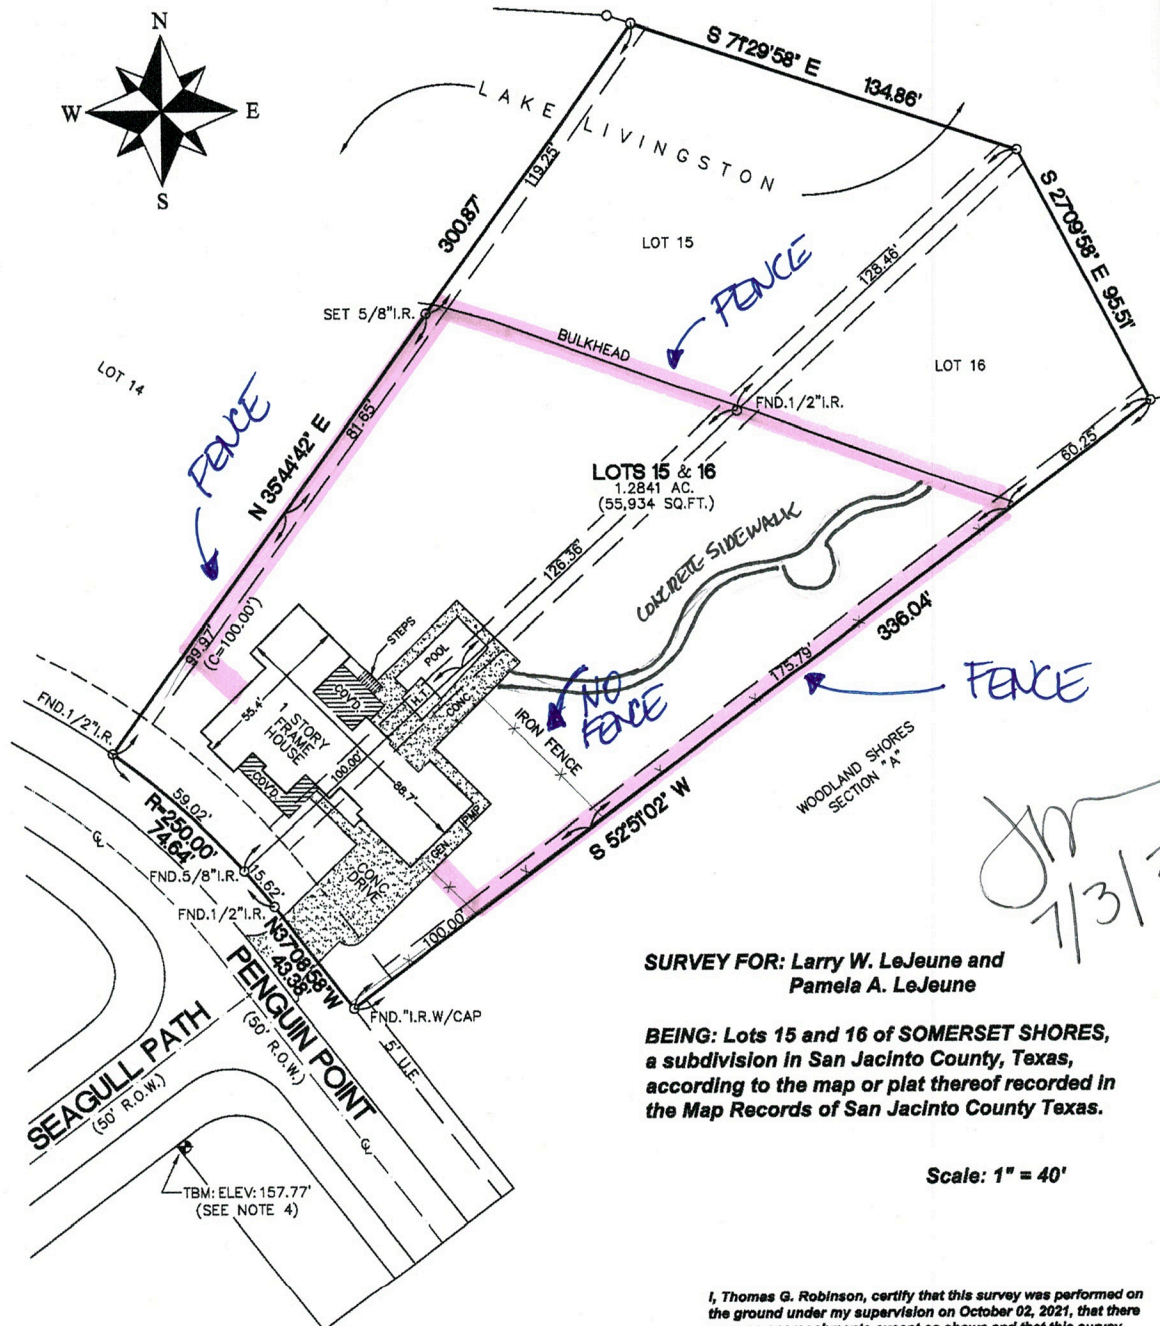 N
W E
S
S 71°29'58" E
134.86'
LAKE LIVINGSTON
119.25'
300.87'
S 27°09'58" E 95.51'
LOT 15
128.46'
FENCE
SET 5/8"I.R.
BULKHEAD
LOT 14
LOT 16
FND.1/2"I.R.
N 35°44'42" E
81.65'
FENCE
60.25'
LOTS 15 & 16
1.2841 AC.
(55,934 SQ.FT.)
CONCRETE SIDEWALK
126.36'
336.04'
99.97'
(C=100.00')
STEPS
POOL
175.79'
FENCE
NO
FENCE
COV'D.
H.T.
CONC.
IRON FENCE
55.4'
1 STORY
FRAME
HOUSE
FND.1/2"I.R.
COV'D.
100.00'
88.7'
WOODLAND SHORES
SECTION "A"
59.02'
R=250.00'
74.64'
PMP
GEN.
S 52°51'02" W
FND.5/8"I.R.
15.62'
CONC.
DRIVE
FND.1/2"I.R.
100.00'
N37°08'58"W
43.38'
1/3/
FND."I.R.W/CAP
5' U.E.
PENGUIN POINT
(50' R.O.W.)
SEAGULL PATH
(50' R.O.W.)
TBM: ELEV: 157.77'
(SEE NOTE 4)
SURVEY FOR: Larry W. LeJeune and
Pamela A. LeJeune
BEING: Lots 15 and 16 of SOMERSET SHORES,
a subdivision in San Jacinto County, Texas,
according to the map or plat thereof recorded in
the Map Records of San Jacinto County Texas.
Scale: 1" = 40'
I, Thomas G. Robinson, certify that this survey was performed on
the ground under my supervision on October 02, 2021, that there